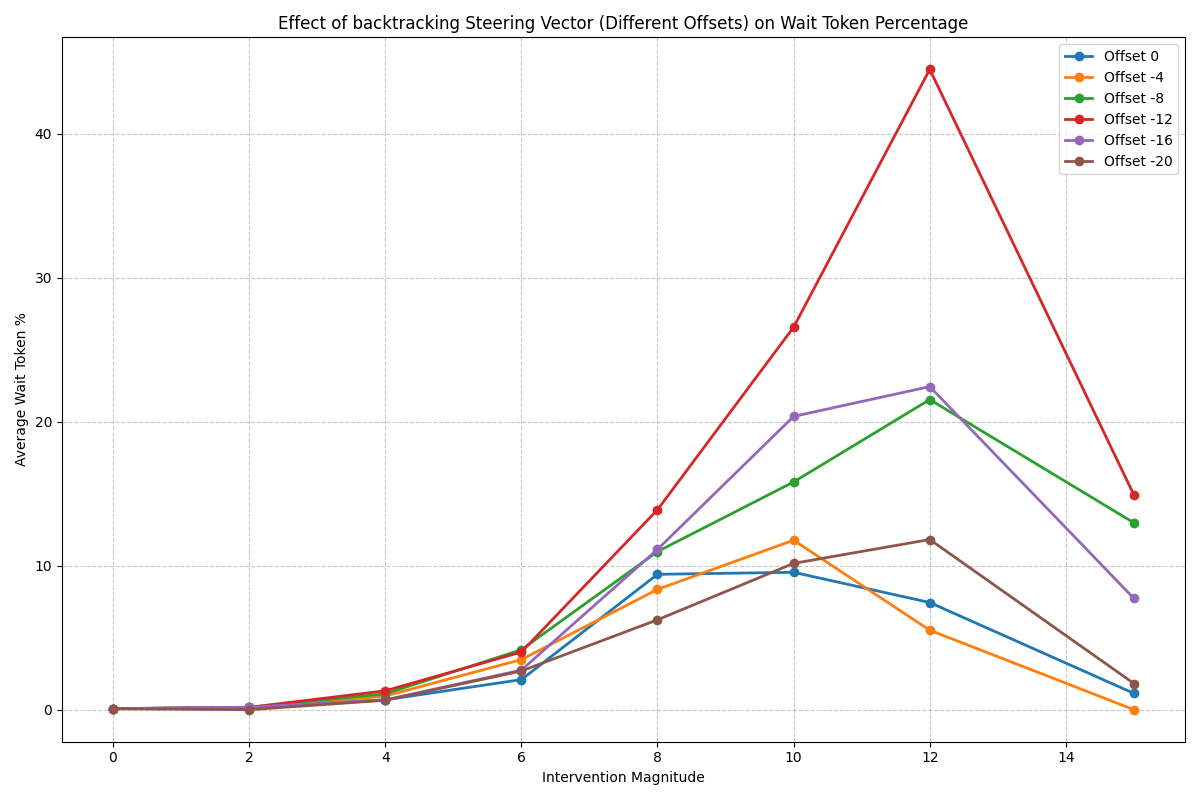 Effect of backtracking Steering Vector (Different Offsets) on Wait Token Percentage
Offset 0
Offset -4
Offset -8
Offset -12
Offset -16
Offset -20
Average Wait Token %
40
30
20
10
0
0 2 4 6 8 10 12 14
Intervention Magnitude